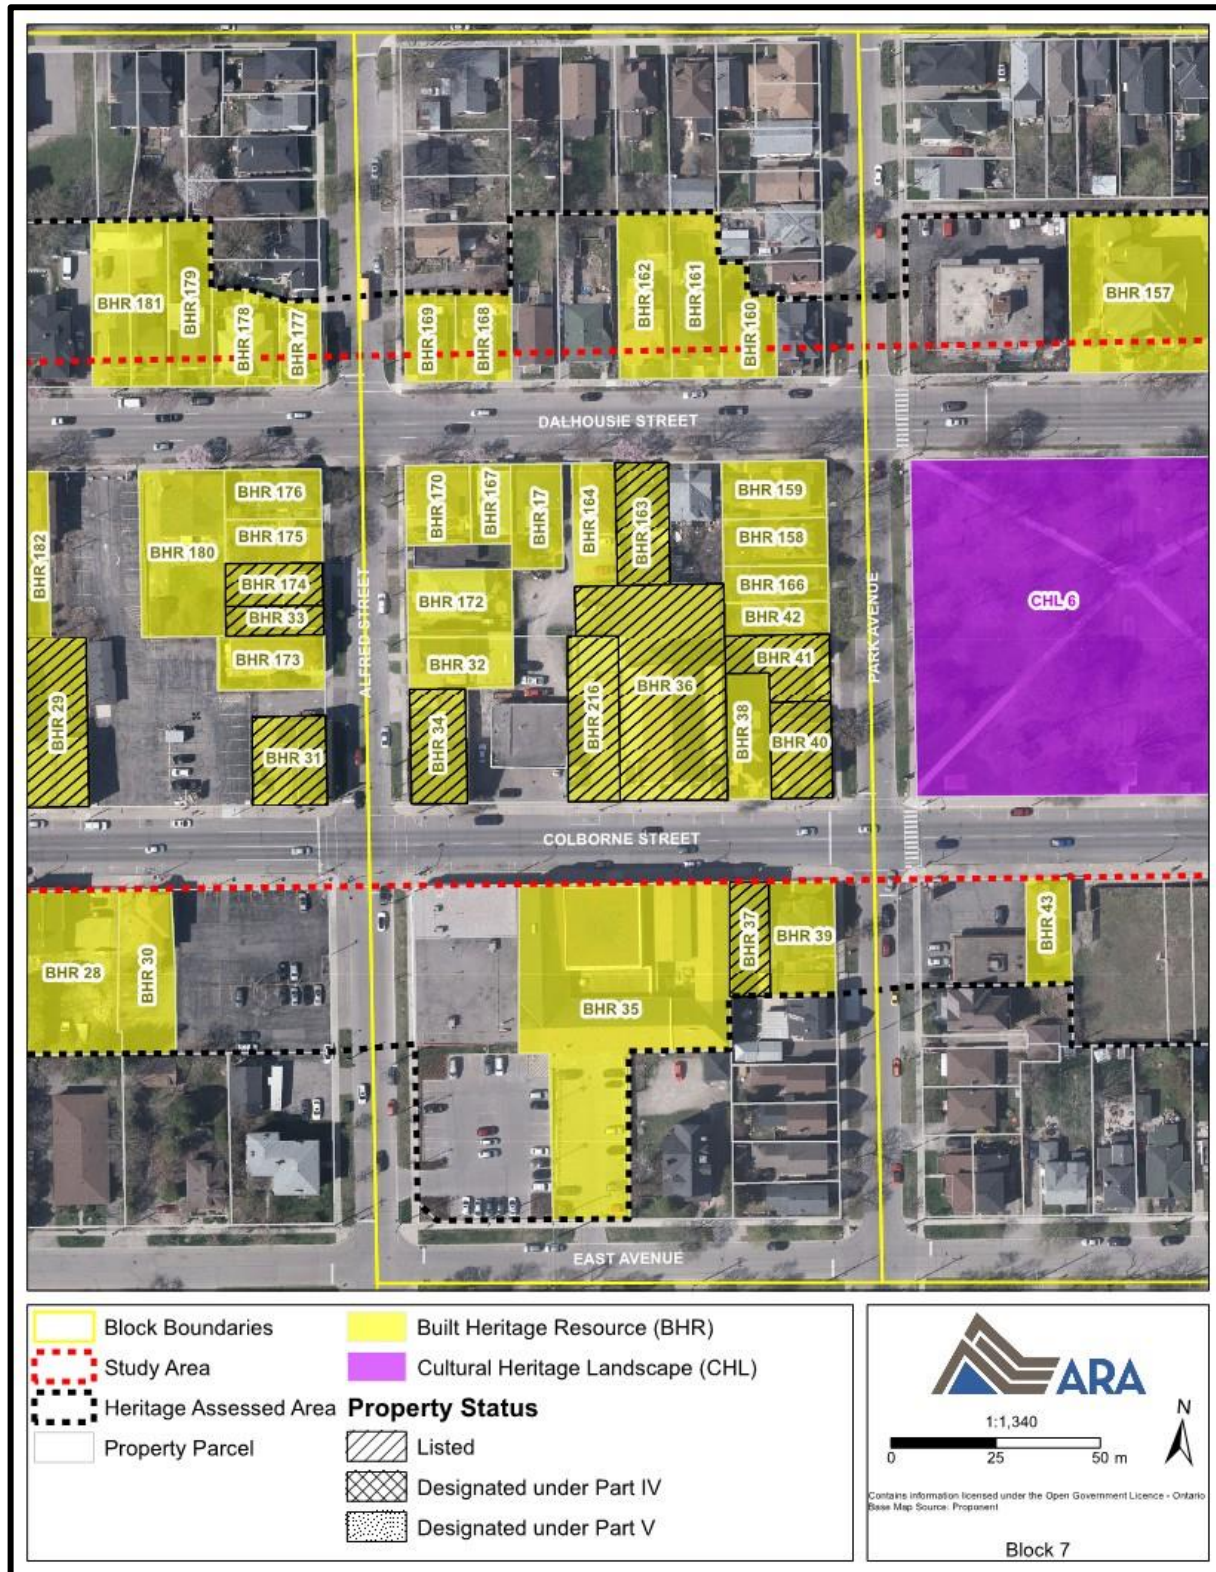 BHR 181
BHR 179
BHR 178
BHR 177
BHR 169
BHR 168
BHR 162
BHR 161
BHR 160
BHR 157
DALHOUSIE STREET
BHR 182
BHR 180
BHR 176
BHR 175
BHR 174
BHR 33
BHR 173
BHR 29
BHR 31
ALFRED STREET
BHR 170
BHR 167
BHR 17
BHR 164
BHR 163
BHR 159
BHR 158
BHR 166
BHR 42
BHR 172
BHR 32
BHR 34
BHR 216
BHR 36
BHR 41
BHR 38
BHR 40
PARK AVENUE
CHL 6
COLBORNE STREET
BHR 28
BHR 30
BHR 35
BHR 37
BHR 39
BHR 43
EAST AVENUE
Block Boundaries
Study Area
Heritage Assessed Area
Property Parcel
Built Heritage Resource (BHR)
Cultural Heritage Landscape (CHL)
Property Status
Listed
Designated under Part IV
Designated under Part V
ARA
N
1:1,340
0 25 50 m
Contains information licensed under the Open Government Licence - Ontario
Base Map Source: Proponent
Block 7